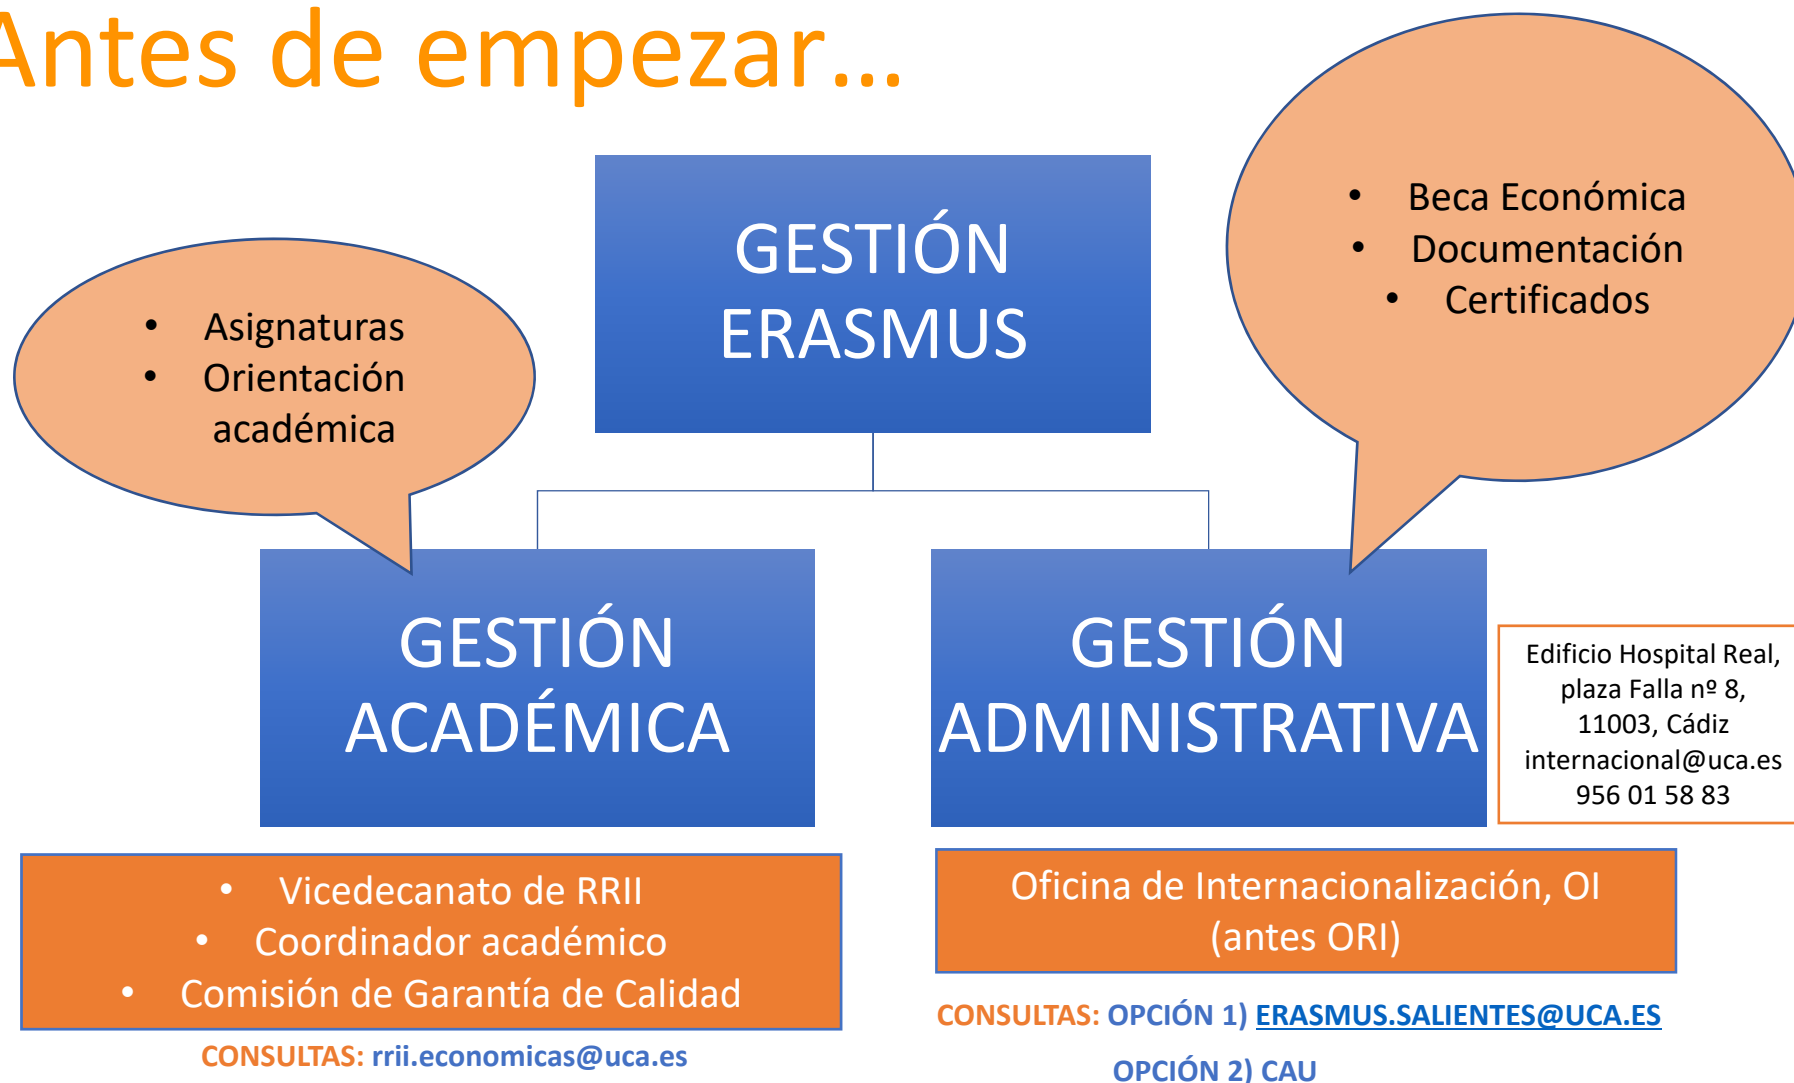 Antes de empezar...
GESTIÓN
ERASMUS
• Asignaturas
• Orientación
académica
• Beca Económica
• Documentación
• Certificados
GESTIÓN
ACADÉMICA
GESTIÓN
ADMINISTRATIVA
Edificio Hospital Real,
plaza Falla nº 8,
11003, Cádiz
internacional@uca.es
956 01 58 83
• Vicedecanato de RRII
• Coordinador académico
• Comisión de Garantía de Calidad
CONSULTAS: rrii.economicas@uca.es
Oficina de Internacionalización, OI
(antes ORI)
CONSULTAS: OPCIÓN 1) ERASMUS.SALIENTES@UCA.ES
OPCIÓN 2) CAU